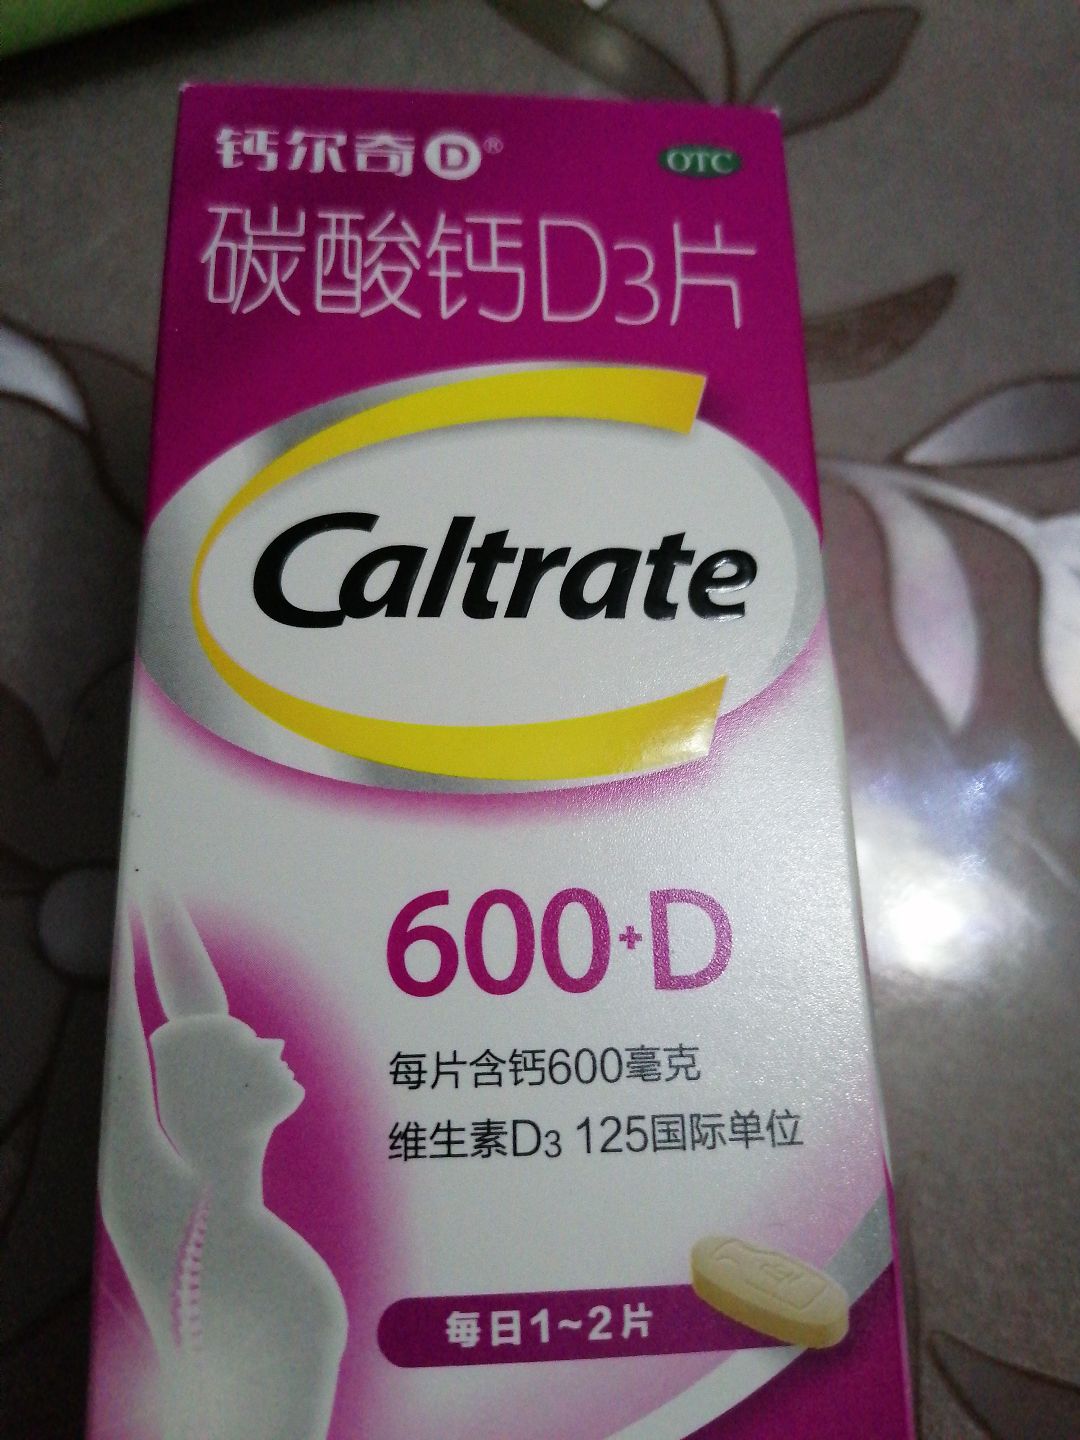 钙尔奇D®
OTC
碳酸钙D3片
Caltrate
600+D
每片含钙600毫克
维生素D3 125国际单位
每日1~2片